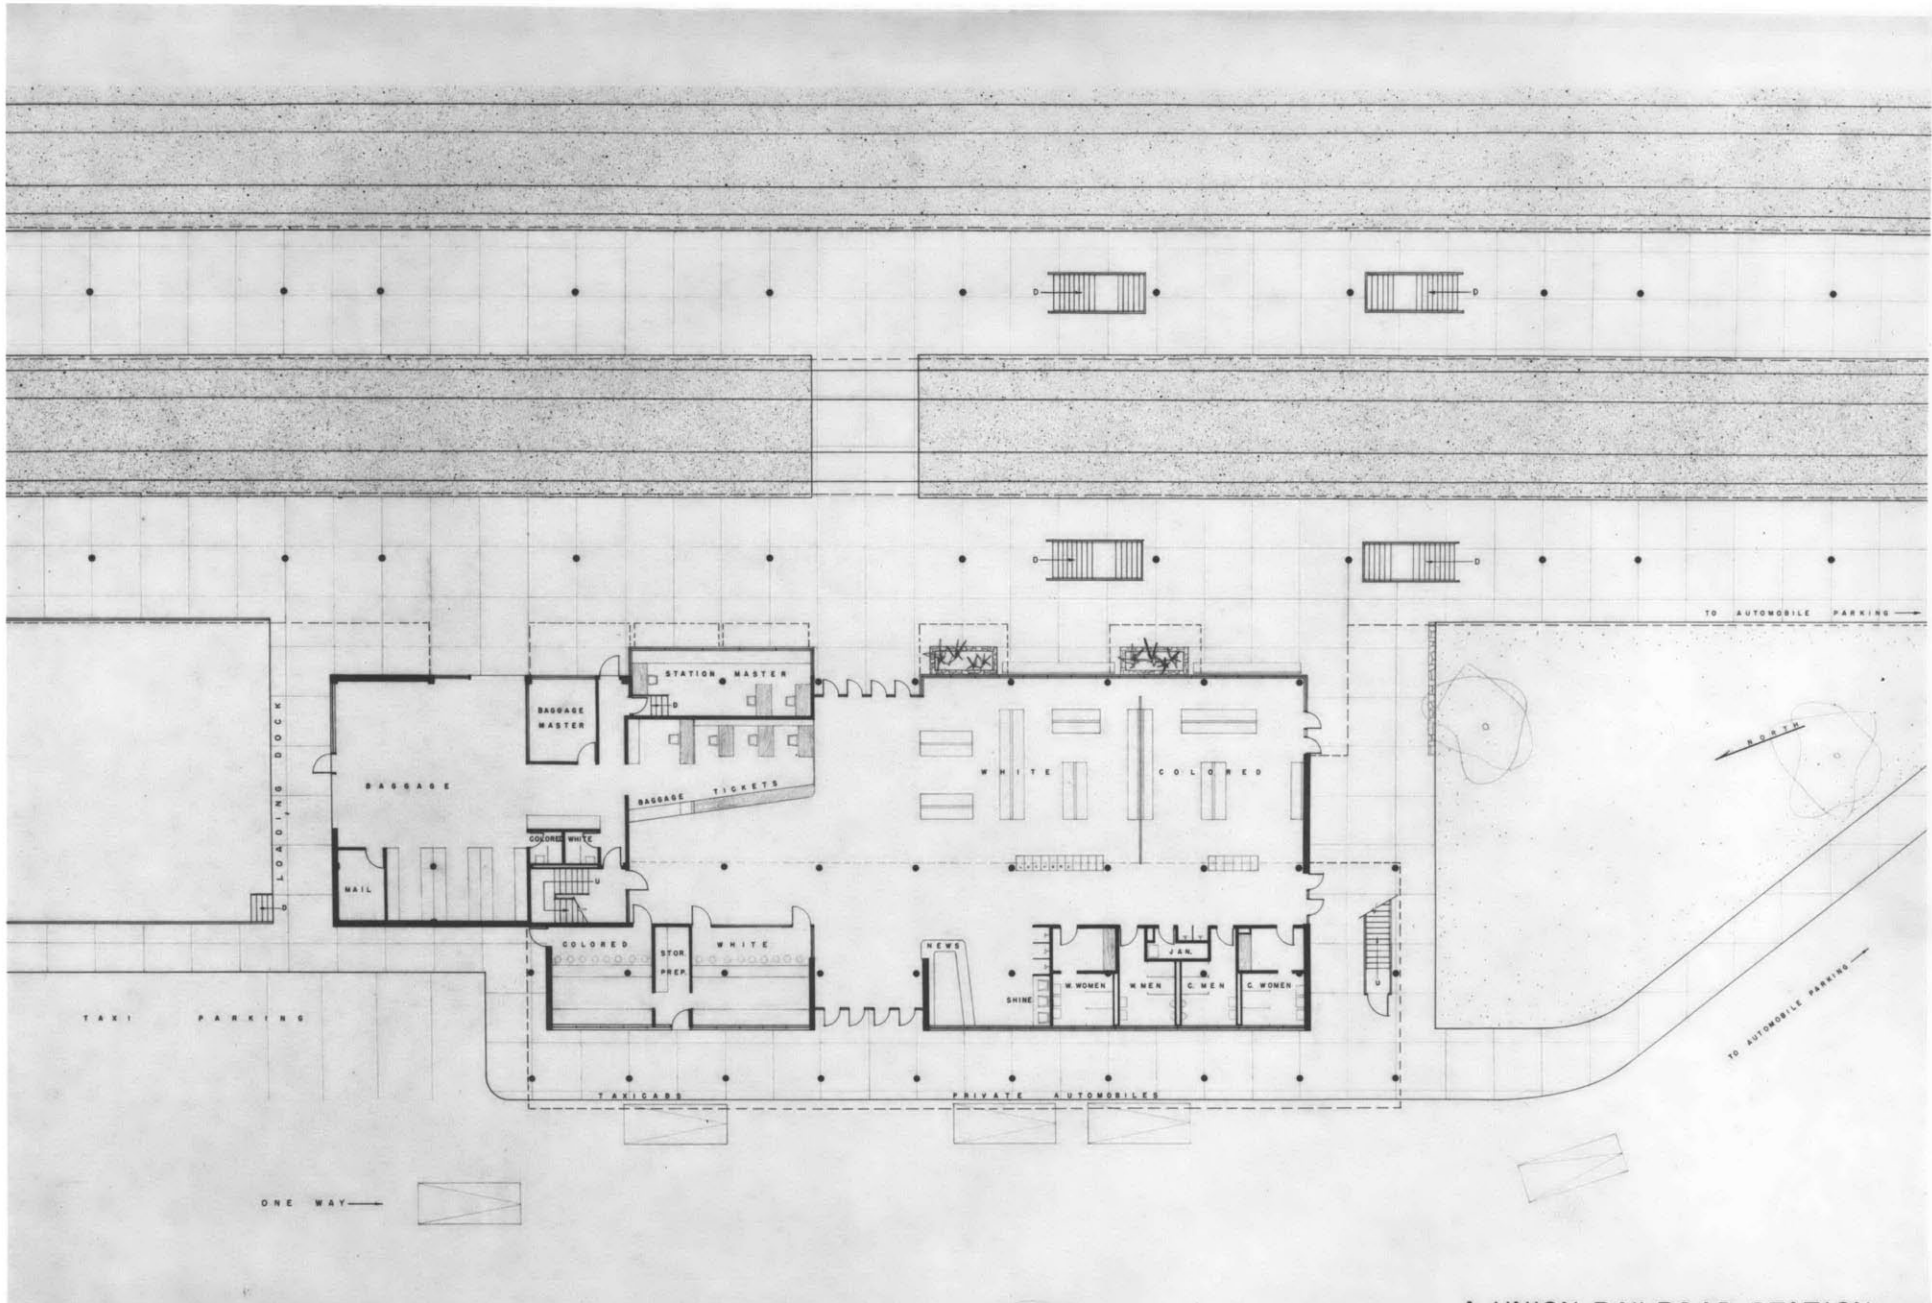 D
D
D
D
TO AUTOMOBILE PARKING
STATION MASTER
D
BAGGAGE
MASTER
NORTH
LOADING DOCK
BAGGAGE
BAGGAGE TICKETS
WHITE
COLORED
COLORED
WHITE
MAIL
U
D
COLORED
STOR.
PREP.
WHITE
NEWS
JAN.
SHINE
W. WOMEN
W. MEN
C. MEN
C. WOMEN
U
TAXI PARKING
TO AUTOMOBILE PARKING
TAXICABS
PRIVATE AUTOMOBILES
ONE WAY